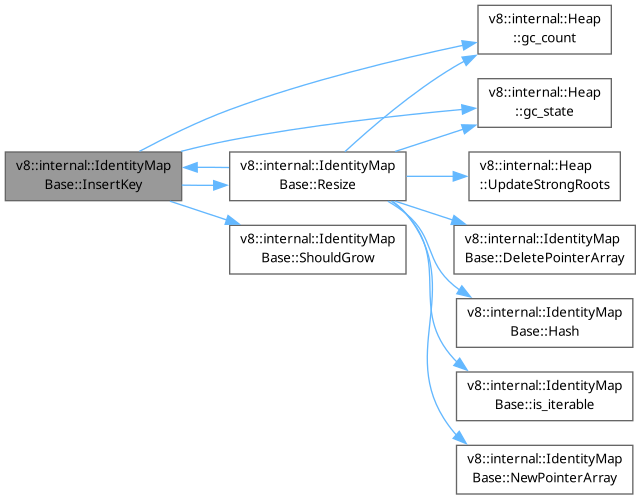 v8::internal::IdentityMap
Base::InsertKey
v8::internal::IdentityMap
Base::Resize
v8::internal::IdentityMap
Base::ShouldGrow
v8::internal::Heap
::gc_count
v8::internal::Heap
::gc_state
v8::internal::Heap
::UpdateStrongRoots
v8::internal::IdentityMap
Base::DeletePointerArray
v8::internal::IdentityMap
Base::Hash
v8::internal::IdentityMap
Base::is_iterable
v8::internal::IdentityMap
Base::NewPointerArray